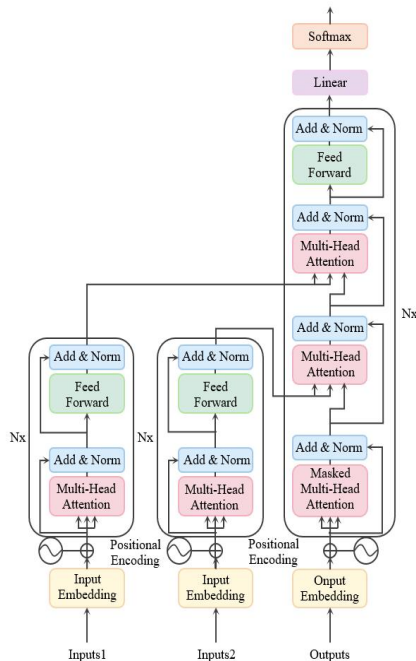 Softmax
Linear
Add & Norm
Feed
Forward
Add & Norm
Multi-Head
Attention
Nx
Add & Norm
Multi-Head
Attention
Add & Norm
Masked
Multi-Head
Attention
Add & Norm
Feed
Forward
Nx
Add & Norm
Multi-Head
Attention
Add & Norm
Feed
Forward
Nx
Add & Norm
Multi-Head
Attention
Positional
Encoding
Positional
Encoding
Input
Embedding
Input
Embedding
Onput
Embedding
Inputs1
Inputs2
Outputs